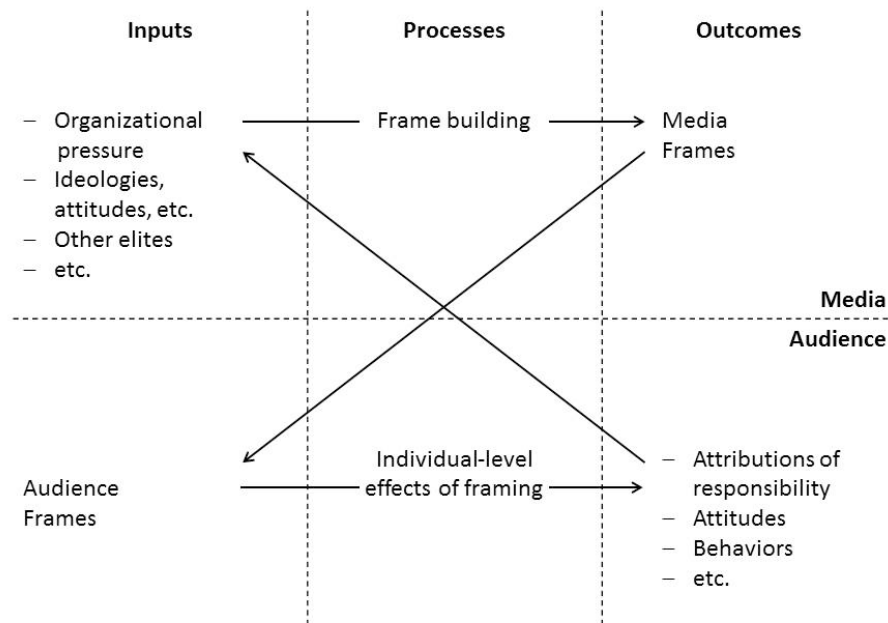 Inputs
Processes
Outcomes
– Organizational
pressure
– Ideologies,
attitudes, etc.
– Other elites
– etc.
Frame building
Media
Frames
Media
Audience
Audience
Frames
Individual-level
effects of framing
– Attributions of
responsibility
– Attitudes
– Behaviors
– etc.